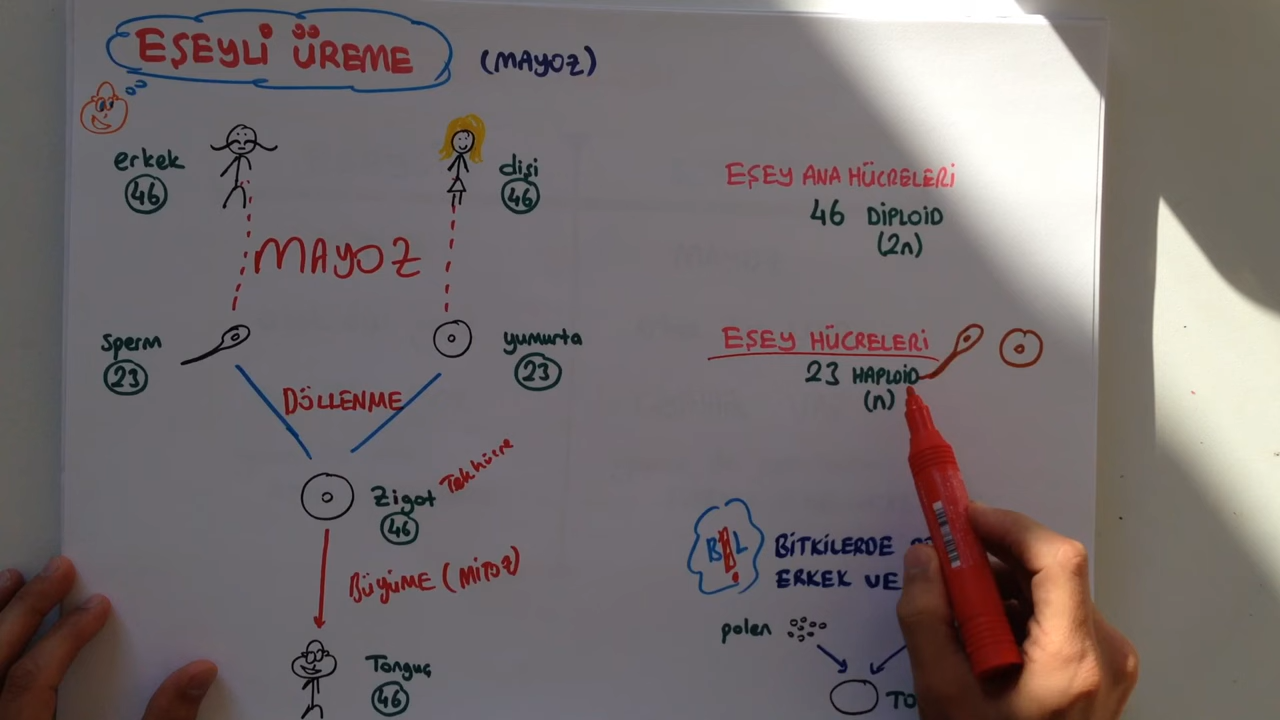 EŞEYLİ ÜREME (MAYOZ)
erkek
46
dişi
46
MAYOZ
sperm
23
yumurta
23
DÖLLENME
Zigot
46
Tek hücre
BÜYÜME (MİTOZ)
Tonguç
46
EŞEY ANA HÜCRELERİ
46 DİPLOİD
(2n)
EŞEY HÜCRELERİ
23 HAPLOİD
(n)
BİL
BİTKİLERDE
ERKEK VE
polen